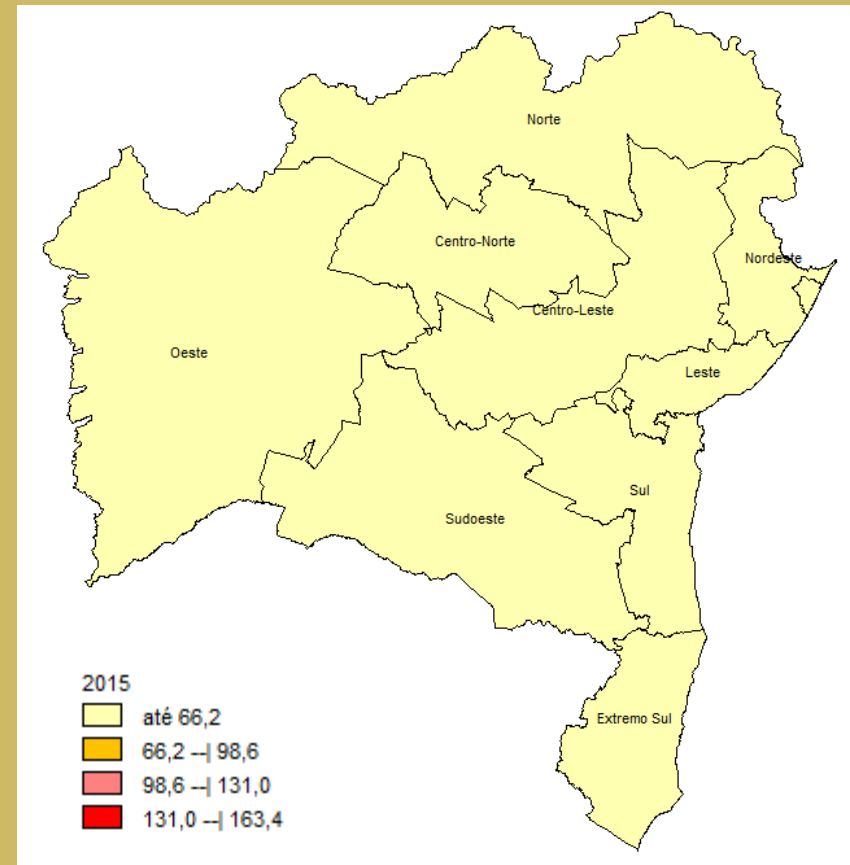 Norte
Centro-Norte
Nordeste
Centro-Leste
Oeste
Leste
Sul
Sudoeste
Extremo Sul
2015
até 66,2
66,2 --| 98,6
98,6 --| 131,0
131,0 --| 163,4